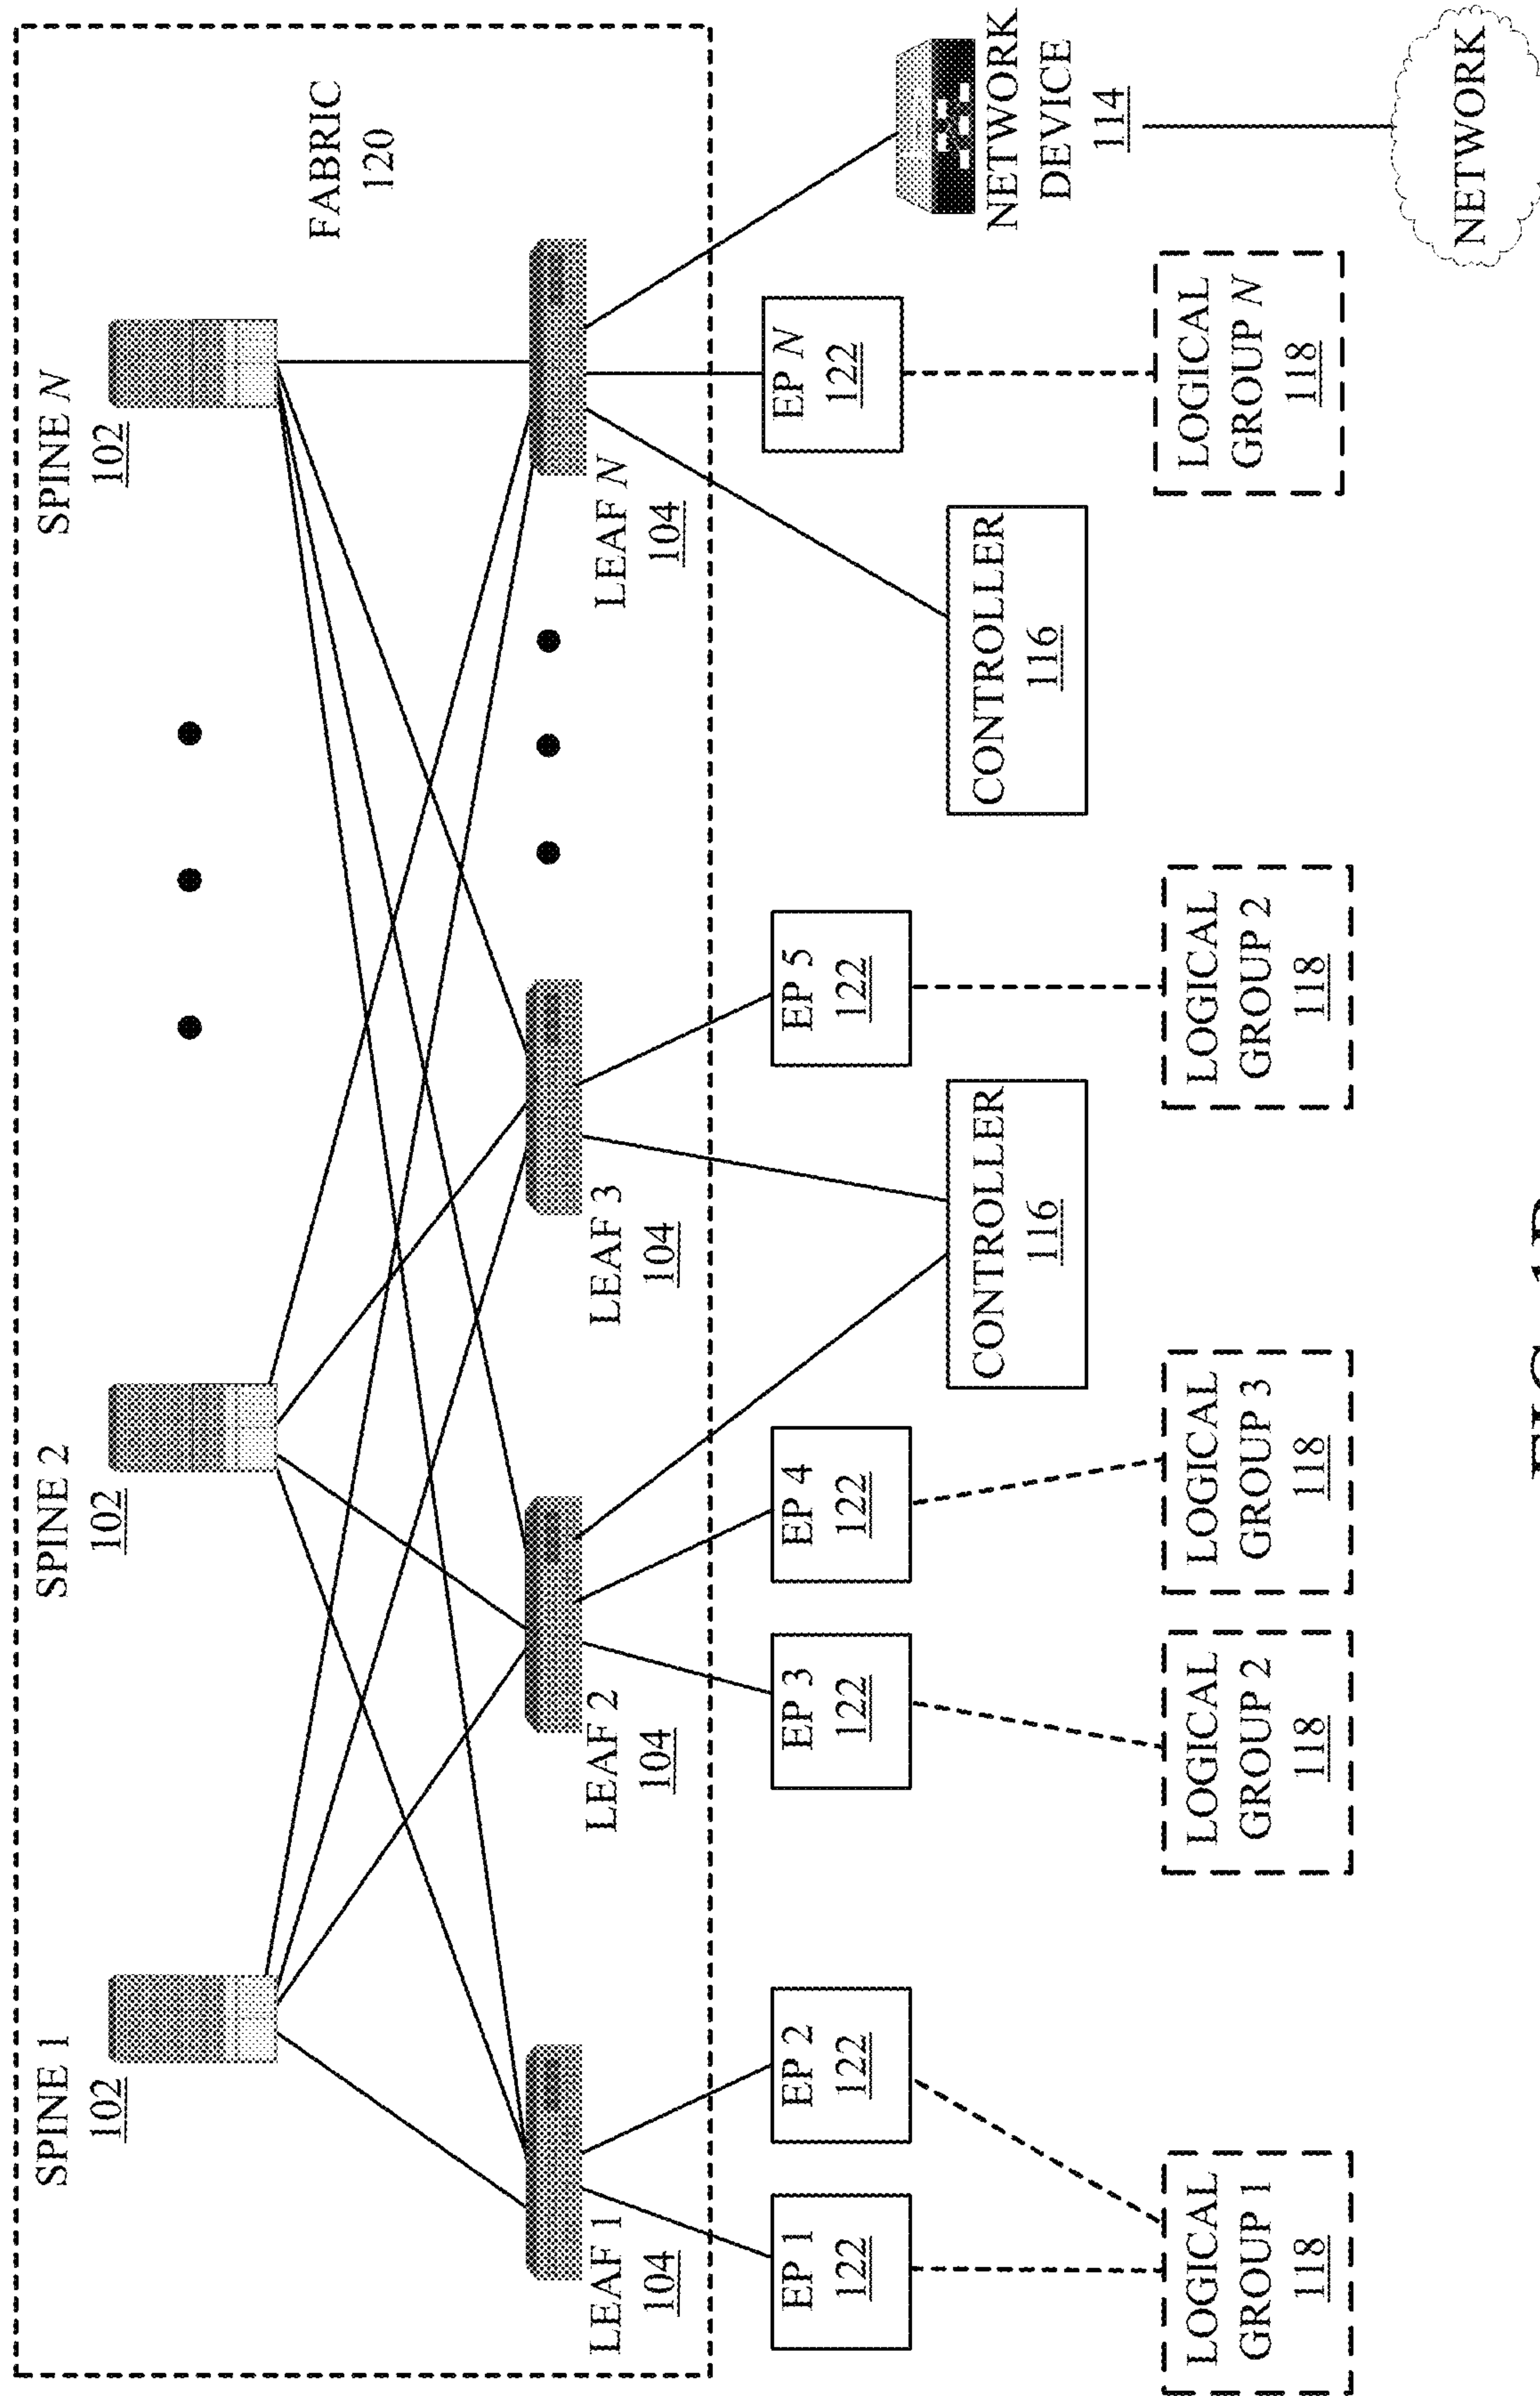 SPINE 1
102
SPINE 2
102
SPINE N
102
FABRIC
120
LEAF 1
104
LEAF 2
104
LEAF 3
104
LEAF N
104
EP 1
122
EP 2
122
EP 3
122
EP 4
122
EP 5
122
EP N
122
CONTROLLER
116
CONTROLLER
116
NETWORK
DEVICE
114
LOGICAL
GROUP 1
118
LOGICAL
GROUP 2
118
LOGICAL
GROUP 3
118
LOGICAL
GROUP 2
118
LOGICAL
GROUP N
118
NETWORK